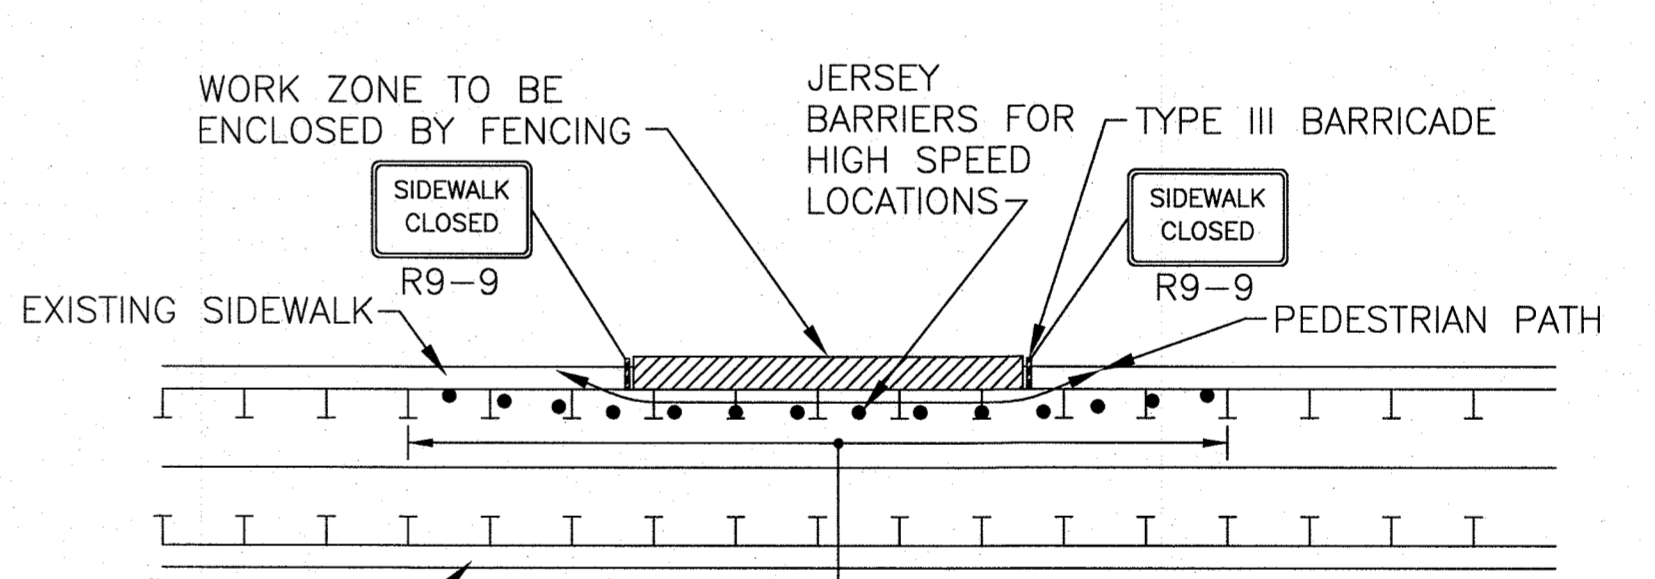 WORK ZONE TO BE
ENCLOSED BY FENCING
JERSEY
BARRIERS FOR
HIGH SPEED
LOCATIONS
TYPE III BARRICADE
SIDEWALK
CLOSED
R9-9
SIDEWALK
CLOSED
R9-9
EXISTING SIDEWALK
PEDESTRIAN PATH